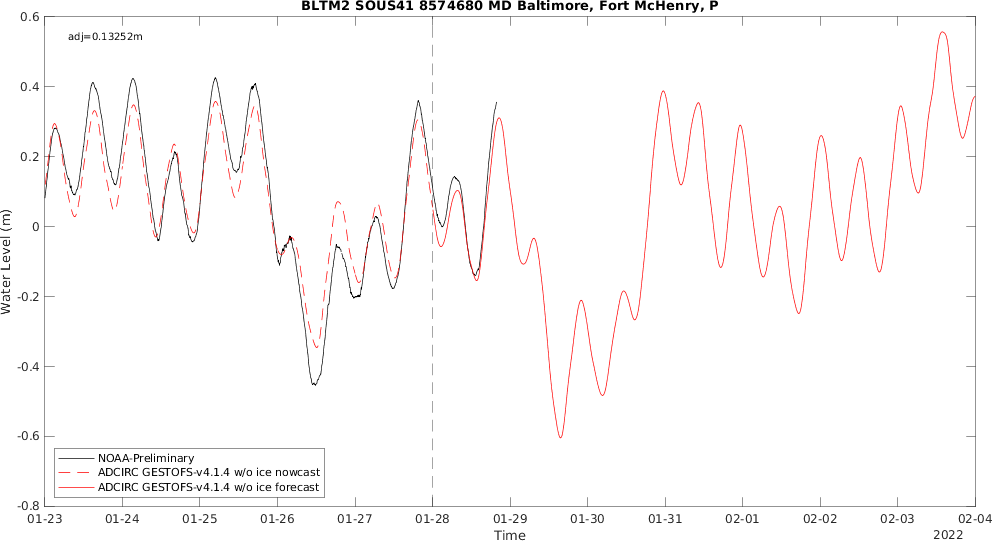 BLTM2 SOUS41 8574680 MD Baltimore, Fort McHenry, P
adj=0.13252m
0.6
0.4
0.2
0
-0.2
-0.4
-0.6
-0.8
Water Level (m)
NOAA-Preliminary
ADCIRC GESTOFS-v4.1.4 w/o ice nowcast
ADCIRC GESTOFS-v4.1.4 w/o ice forecast
01-23 01-24 01-25 01-26 01-27 01-28 01-29 01-30 01-31 02-01 02-02 02-03 02-04
Time
2022